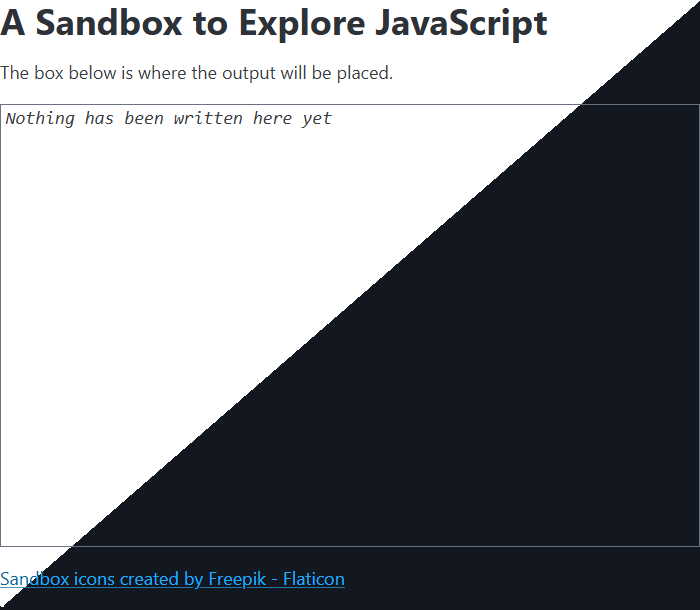 A Sandbox to Explore JavaScript
The box below is where the output will be placed.
Nothing has been written here yet
Sandbox icons created by Freepik - Flaticon